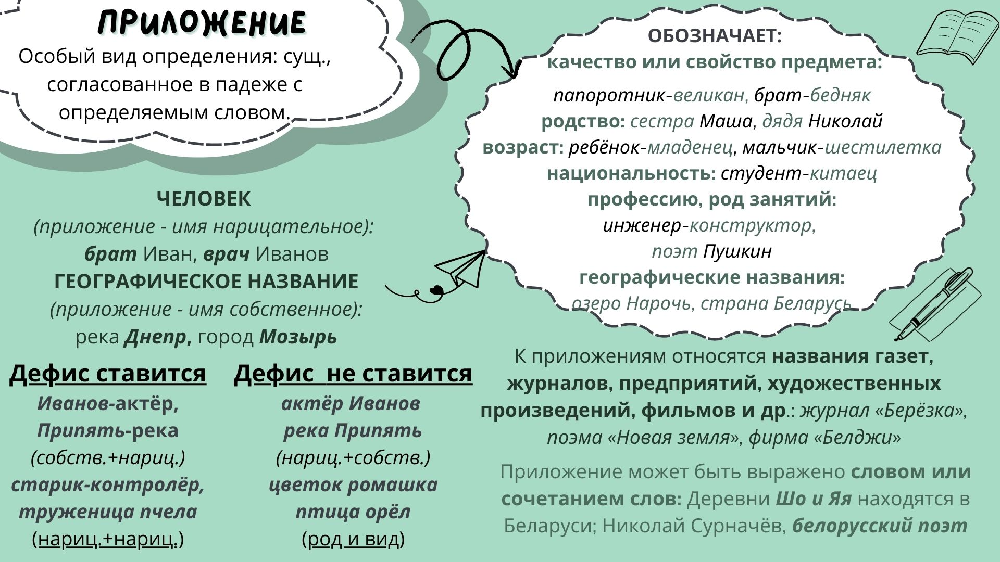 ПРИЛОЖЕНИЕ
Особый вид определения: сущ.,
согласованное в падеже с
определяемым словом.
ОБОЗНАЧАЕТ:
качество или свойство предмета:
папоротник-великан, брат-бедняк
родство: сестра Маша, дядя Николай
возраст: ребёнок-младенец, мальчик-шестилетка
национальность: студент-китаец
профессию, род занятий:
инженер-конструктор,
поэт Пушкин
географические названия:
озеро Нарочь, страна Беларусь
ЧЕЛОВЕК
(приложение - имя нарицательное):
брат Иван, врач Иванов
ГЕОГРАФИЧЕСКОЕ НАЗВАНИЕ
(приложение - имя собственное):
река Днепр, город Мозырь
Дефис ставится
Иванов-актёр,
Припять-река
(собств.+нариц.)
старик-контролёр,
труженица пчела
(нариц.+нариц.)
Дефис не ставится
актёр Иванов
река Припять
(нариц.+собств.)
цветок ромашка
птица орёл
(род и вид)
К приложениям относятся названия газет,
журналов, предприятий, художественных
произведений, фильмов и др.: журнал «Берёзка»,
поэма «Новая земля», фирма «Белджи»
Приложение может быть выражено словом или
сочетанием слов: Деревни Шо и Яя находятся в
Беларуси; Николай Сурначёв, белорусский поэт